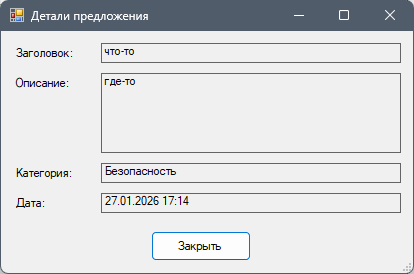 Детали предложения
Заголовок: что-то
Описание: где-то
Категория: Безопасность
Дата: 27.01.2026 17:14
Закрыть